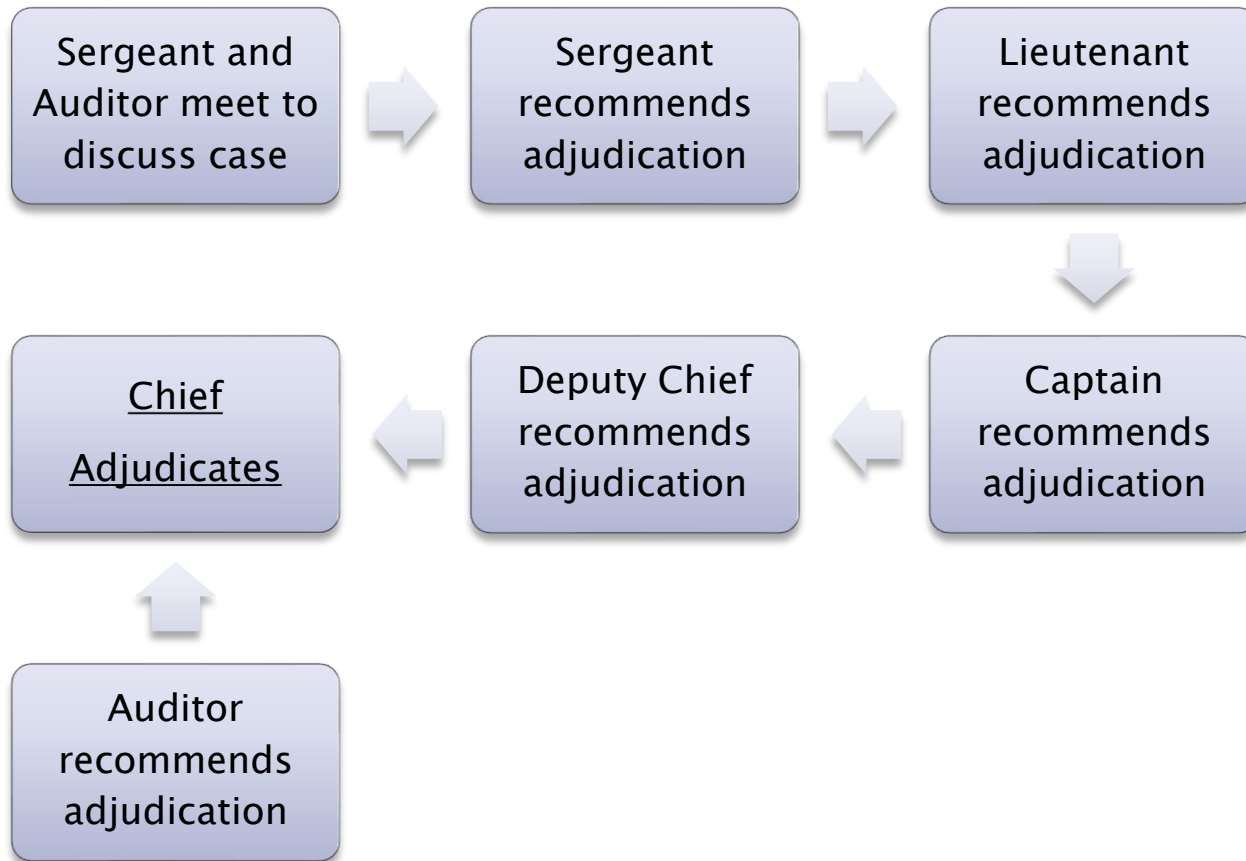 Sergeant and
Auditor meet to
discuss case
Sergeant
recommends
adjudication
Lieutenant
recommends
adjudication
Captain
recommends
adjudication
Deputy Chief
recommends
adjudication
Chief
Adjudicates
Auditor
recommends
adjudication